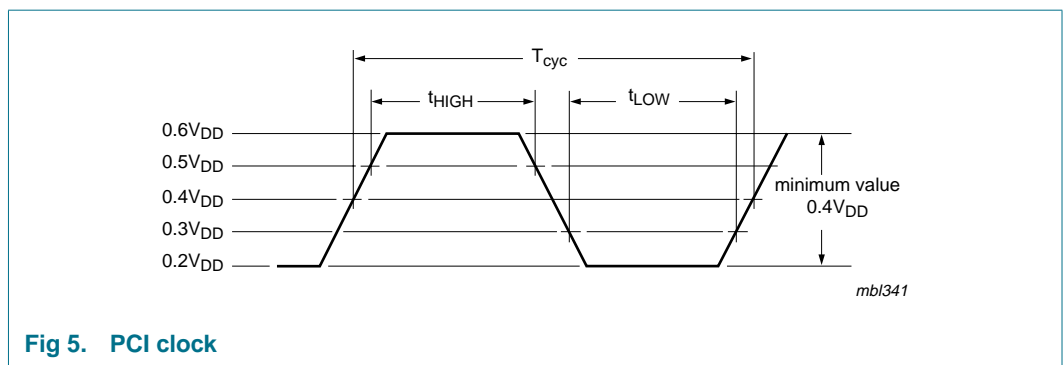 Tcyc
tHIGH
tLOW
0.6VDD
0.5VDD
0.4VDD
0.3VDD
0.2VDD
minimum value
0.4VDD
mbl341
Fig 5. PCI clock